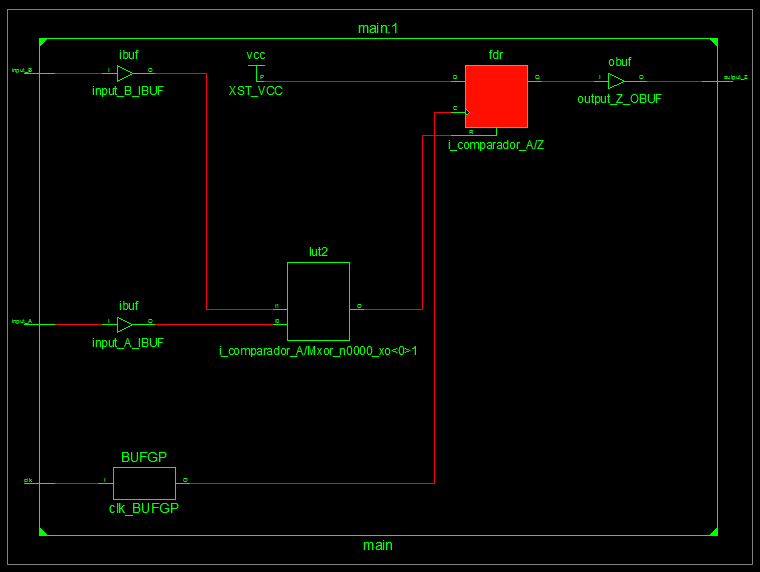 main:1
ibuf
input_B
I
O
input_B_IBUF
vcc
P
XST_VCC
fdr
D
Q
C
R
i_comparador_A/Z
obuf
I
O
output_Z
output_Z_OBUF
lut2
I1
I0
O
i_comparador_A/Mxor_n0000_xo<0>1
ibuf
input_A
I
O
input_A_IBUF
BUFGP
clk
I
O
clk_BUFGP
main